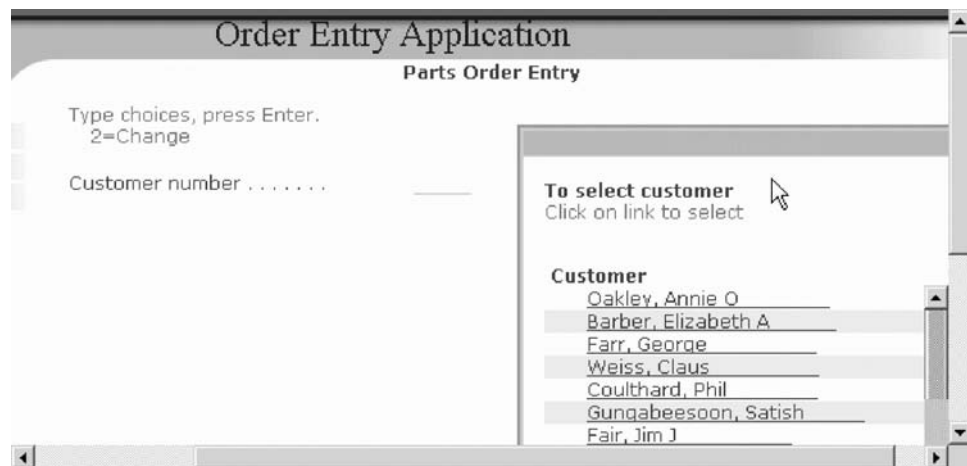 Order Entry Application
Parts Order Entry
Type choices, press Enter.
2=Change
Customer number . . . . . . .
To select customer
Click on link to select
Customer
Oakley, Annie O
Barber, Elizabeth A
Farr, George
Weiss, Claus
Coulthard, Phil
Gungabeesoon, Satish
Fair, Jim J